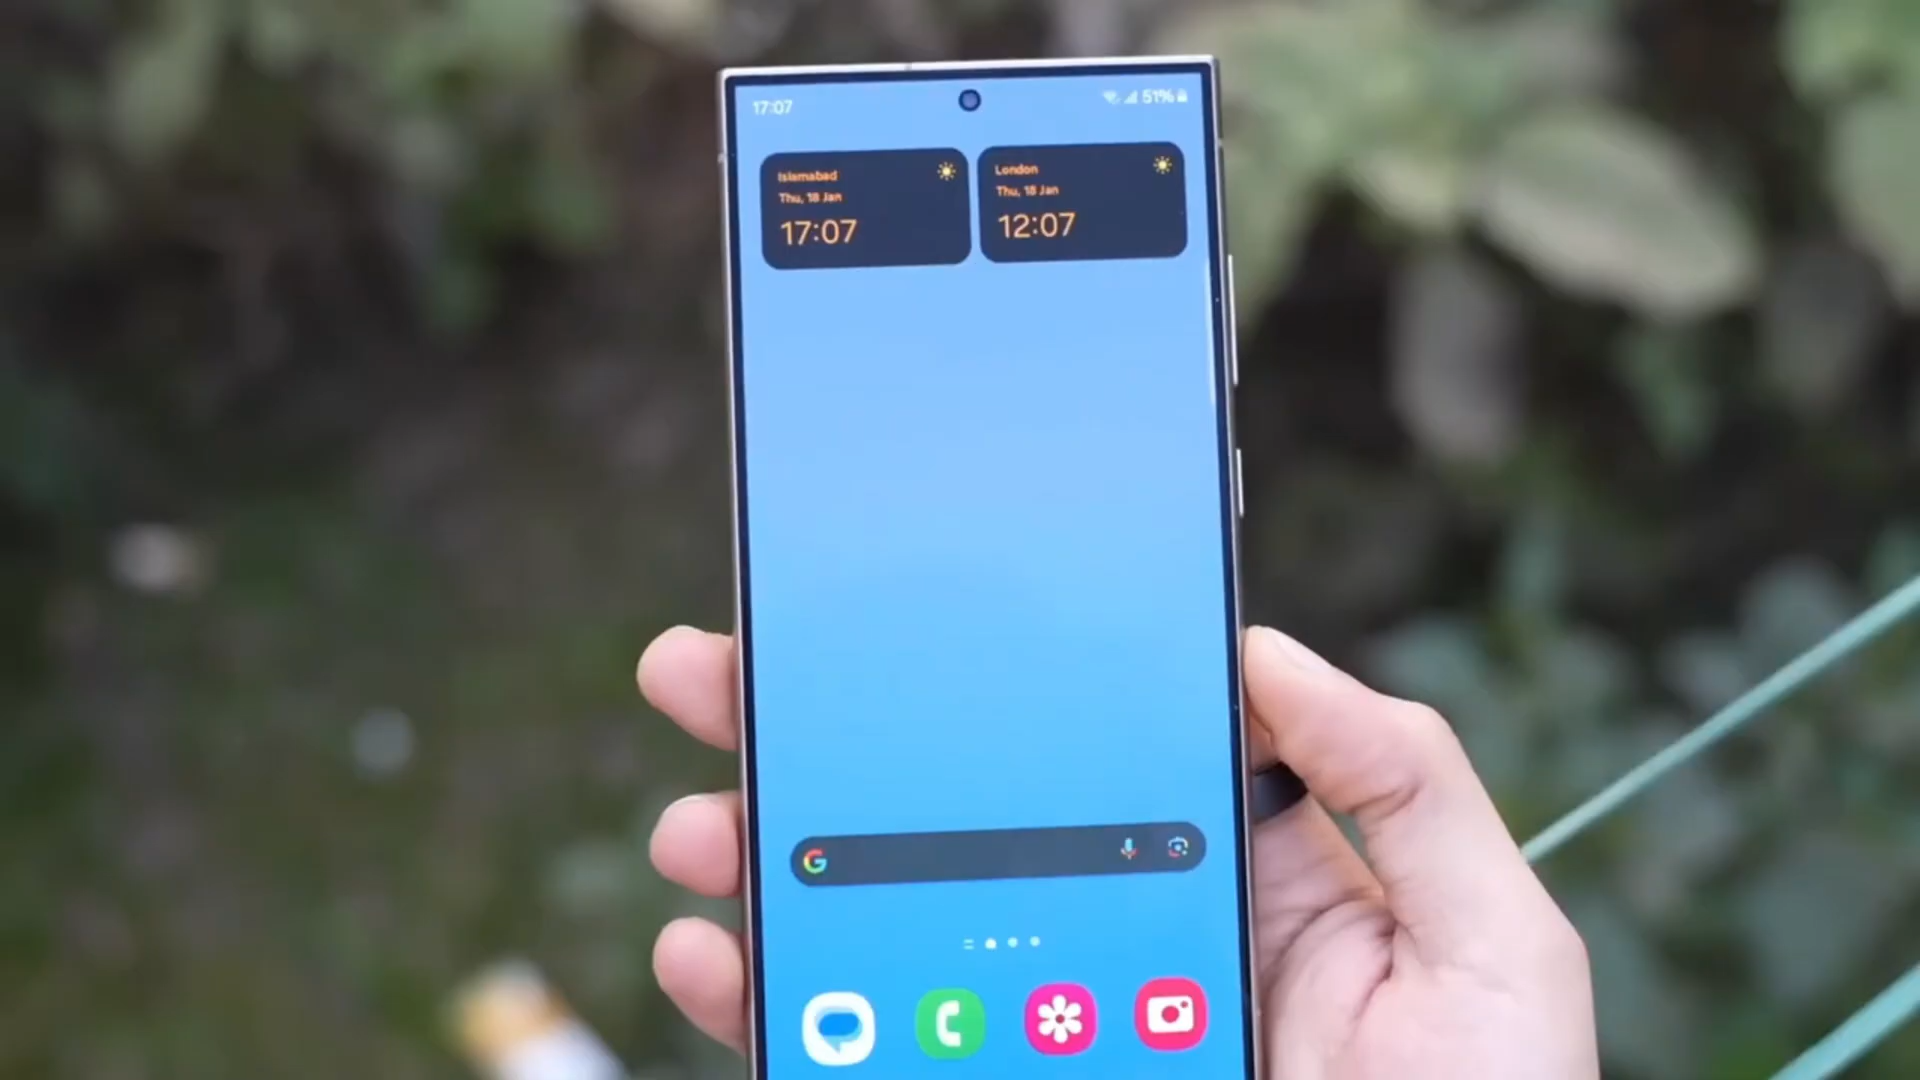 17:07
51%
Islamabad
Thu, 18 Jan
17:07
London
Thu, 18 Jan
12:07
G